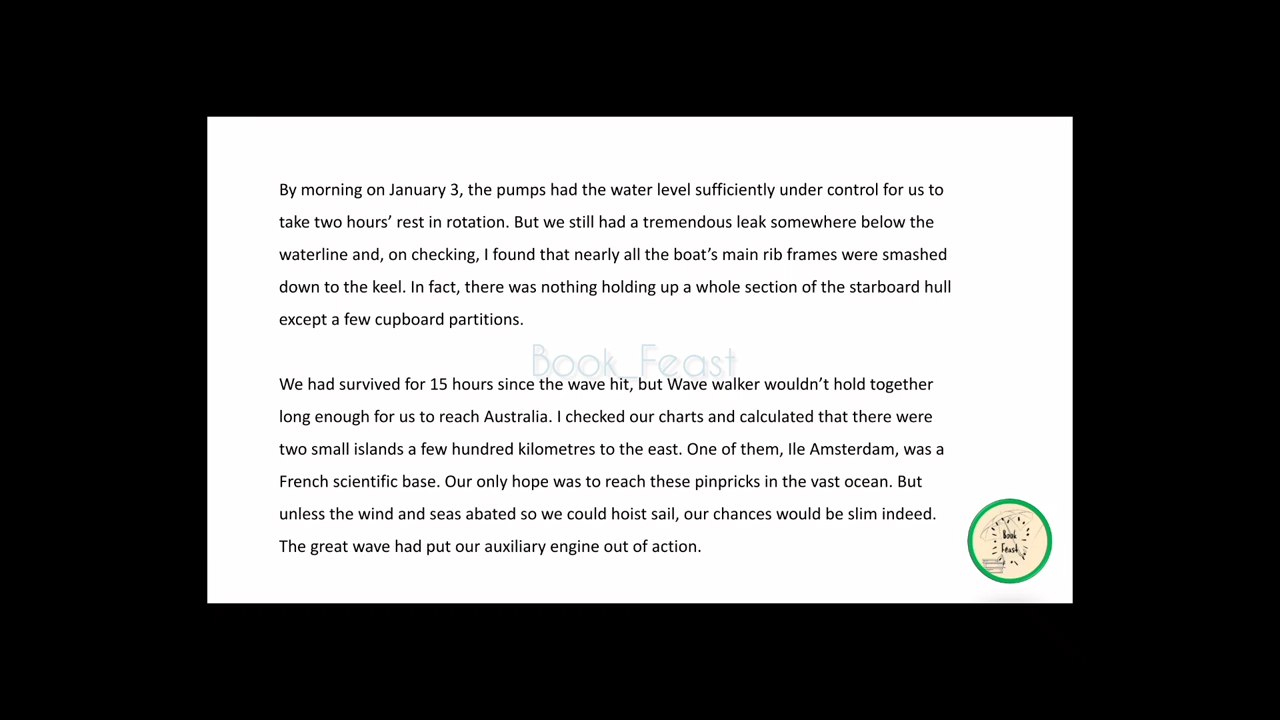 By morning on January 3, the pumps had the water level sufficiently under control for us to
take two hours’ rest in rotation. But we still had a tremendous leak somewhere below the
waterline and, on checking, I found that nearly all the boat’s main rib frames were smashed
down to the keel. In fact, there was nothing holding up a whole section of the starboard hull
except a few cupboard partitions.
Book_Feast
We had survived for 15 hours since the wave hit, but Wave walker wouldn’t hold together
long enough for us to reach Australia. I checked our charts and calculated that there were
two small islands a few hundred kilometres to the east. One of them, Ile Amsterdam, was a
French scientific base. Our only hope was to reach these pinpricks in the vast ocean. But
unless the wind and seas abated so we could hoist sail, our chances would be slim indeed.
The great wave had put our auxiliary engine out of action.
Book
Feast